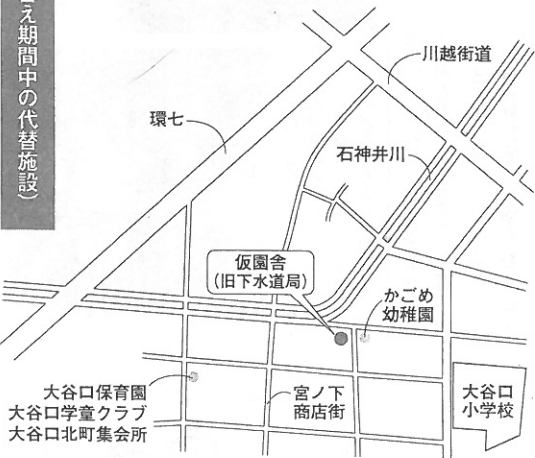 え期間中の代替施設)
川越街道
環七
石神井川
仮園舎
(旧下水道局)
かごめ
幼稚園
大谷口保育園
大谷口学童クラブ
大谷口北町集会所
宮ノ下
商店街
大谷口
小学校